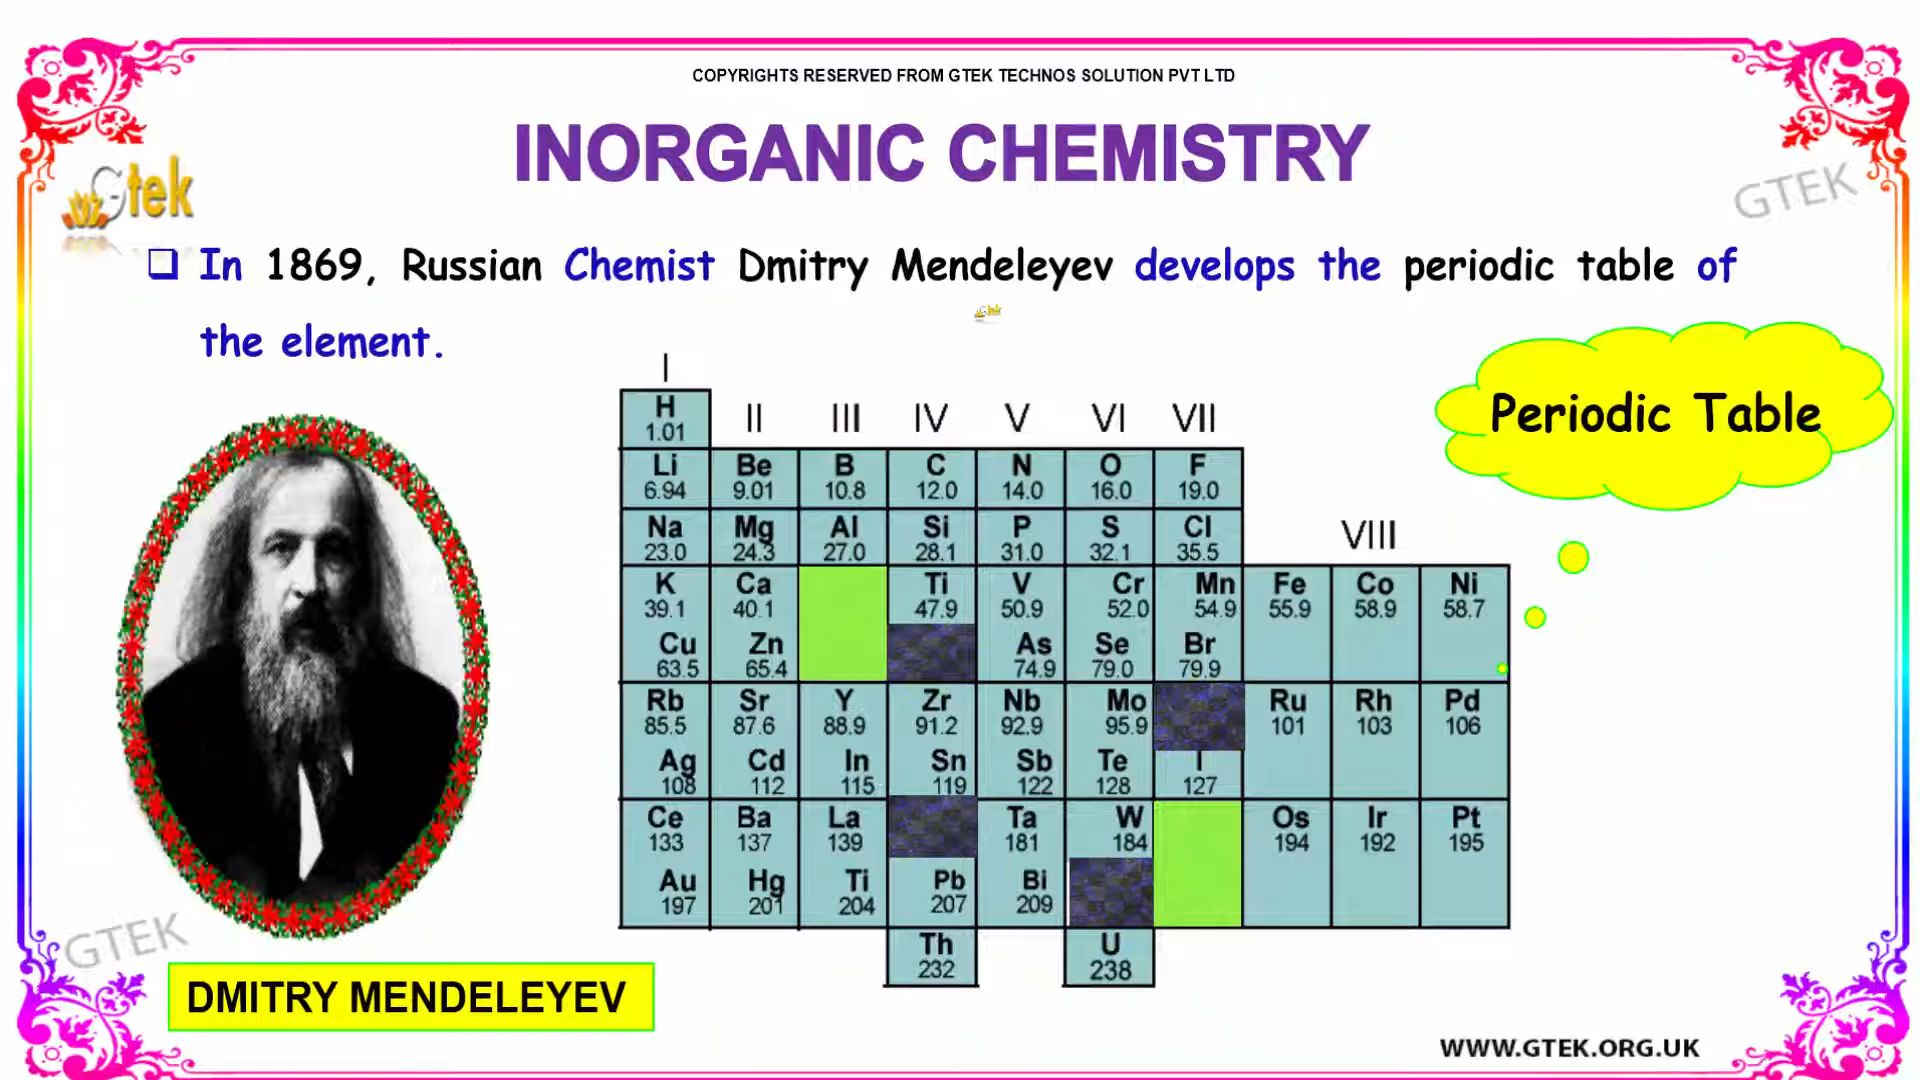 COPYRIGHTS RESERVED FROM GTEK TECHNOS SOLUTION PVT LTD
INORGANIC CHEMISTRY
Gtek
GTEK
❑ In 1869, Russian Chemist Dmitry Mendeleyev develops the periodic table of
the element.
Gtek
Periodic Table
I
II III IV V VI VII
VIII
H
1.01
Li Be B C N O F
6.94 9.01 10.8 12.0 14.0 16.0 19.0
Na Mg Al Si P S Cl
23.0 24.3 27.0 28.1 31.0 32.1 35.5
K Ca Ti V Cr Mn Fe Co Ni
39.1 40.1 47.9 50.9 52.0 54.9 55.9 58.9 58.7
Cu Zn As Se Br
63.5 65.4 74.9 79.0 79.9
Rb Sr Y Zr Nb Mo Ru Rh Pd
85.5 87.6 88.9 91.2 92.9 95.9 101 103 106
Ag Cd In Sn Sb Te I
108 112 115 119 122 128 127
Ce Ba La Ta W Os Ir Pt
133 137 139 181 184 194 192 195
Au Hg Ti Pb Bi
197 201 204 207 209
Th U
232 238
GTEK
DMITRY MENDELEYEV
WWW.GTEK.ORG.UK